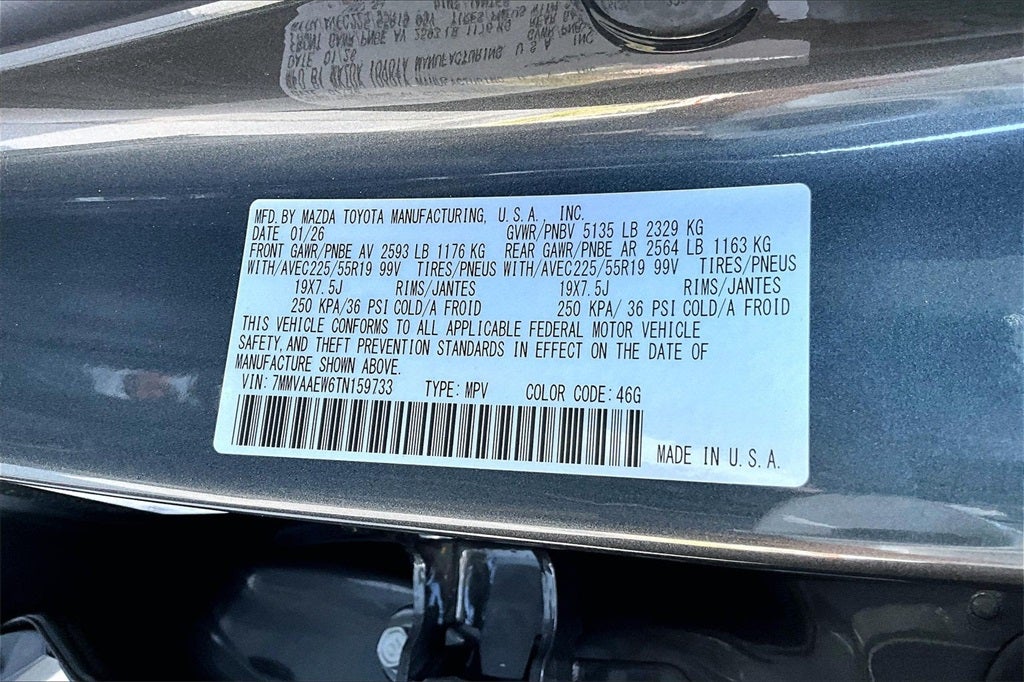 MFD. BY MAZDA TOYOTA MANUFACTURING, U.S.A., INC.
DATE 01/26 GVWR/PNBV 5135 LB 2329 KG
FRONT GAWR/PNBE AV 2593 LB 1176 KG REAR GAWR/PNBE AR 2564 LB 1163 KG
WITH/AVEC225/55R19 99V TIRES/PNEUS WITH/AVEC225/55R19 99V TIRES/PNEUS
19X7.5J RIMS/JANTES 19X7.5J RIMS/JANTES
250 KPA/36 PSI COLD/A FROID 250 KPA/36 PSI COLD/A FROID
THIS VEHICLE CONFORMS TO ALL APPLICABLE FEDERAL MOTOR VEHICLE
SAFETY, AND THEFT PREVENTION STANDARDS IN EFFECT ON THE DATE OF
MANUFACTURE SHOWN ABOVE.
VIN: 7MMVAAEW6TN159733 TYPE: MPV COLOR CODE: 46G
MADE IN U.S.A.